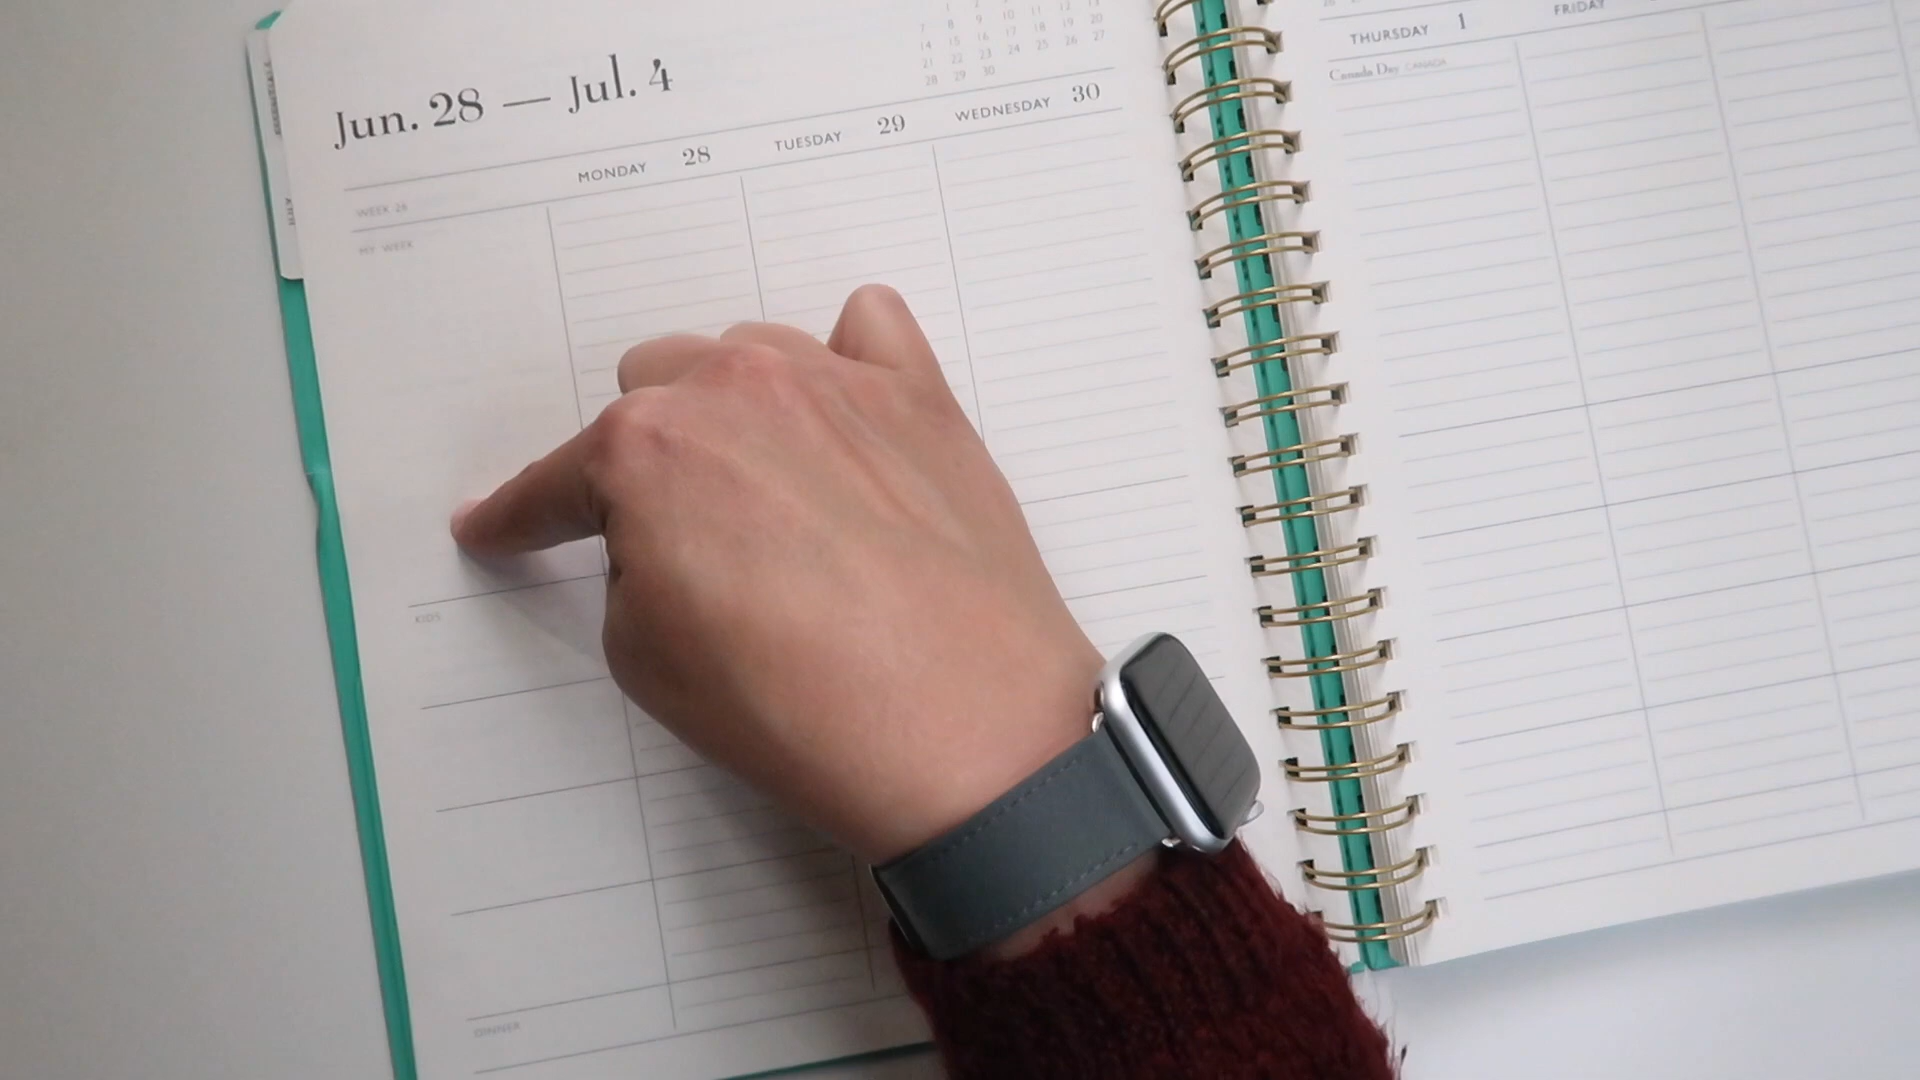 Jun. 28 — Jul. 4
1 2
7 8 9 10 11 12 13
14 15 16 17 18 19 20
21 22 23 24 25 26 27
28 29 30
MONDAY 28
TUESDAY 29
WEDNESDAY 30
WEEK 26
MY WEEK
KIDS
DINNER
THURSDAY 1
FRIDAY
Canada Day CANADA